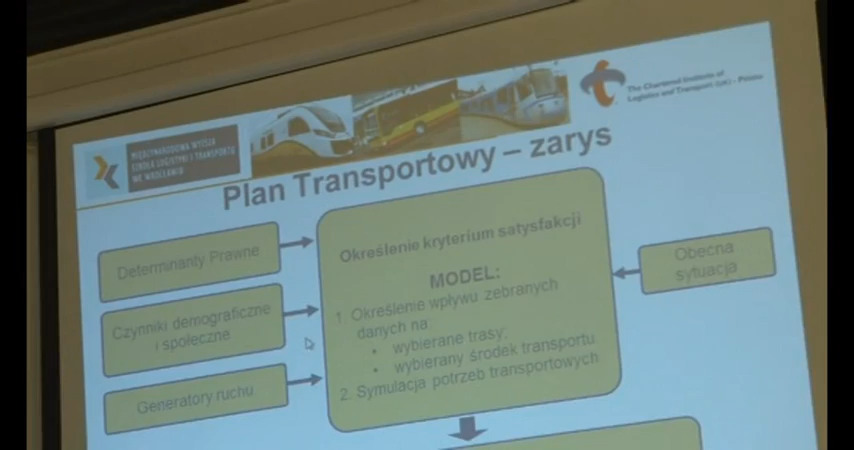 MIĘDZYNARODOWA WYŻSZA
SZKOŁA LOGISTYKI I TRANSPORTU
WE WROCŁAWIU
The Chartered Institute of
Logistics and Transport (UK) - Polska
Plan Transportowy – zarys
Determinanty Prawne
Czynniki demograficzne
i społeczne
Generatory ruchu
Określenie kryterium satysfakcji
MODEL:
1. Określenie wpływu zebranych
danych na:
• wybierane trasy;
• wybierany środek transportu
2. Symulacja potrzeb transportowych
Obecna
sytuacja